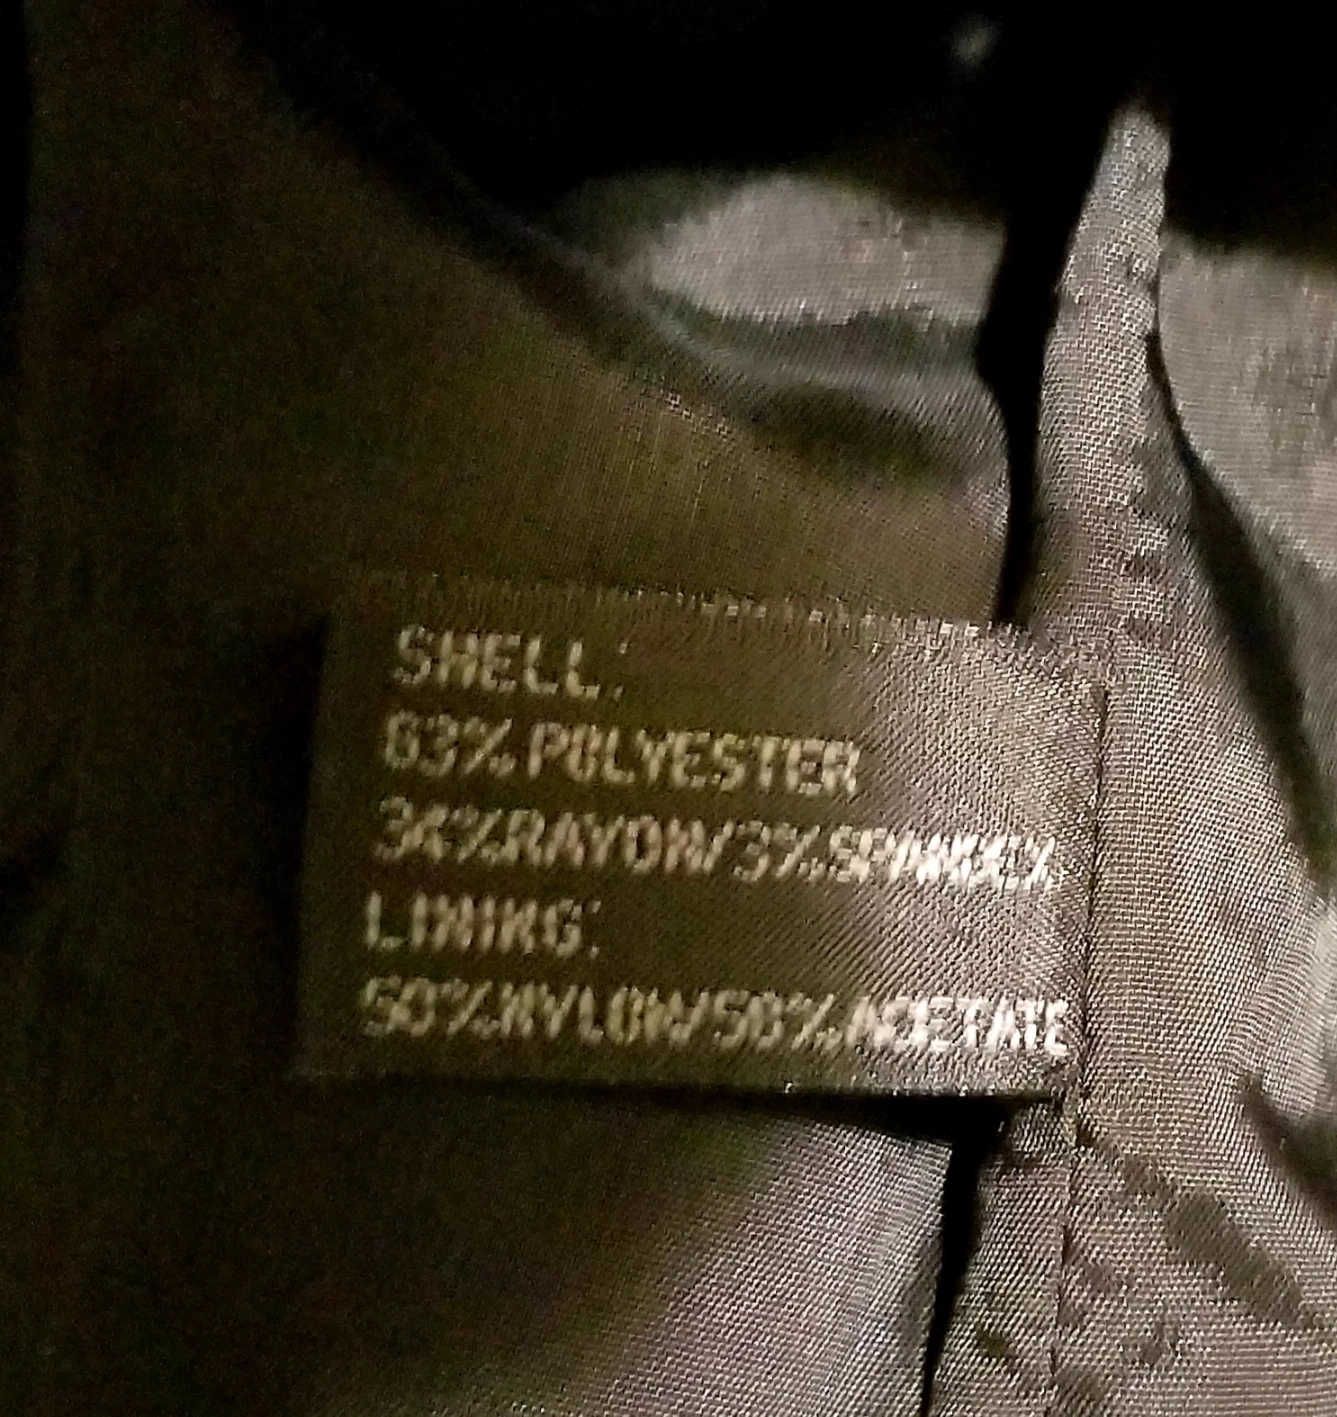 SHELL:
63% POLYESTER
34%RAYON/3%SPANDEX
LINING:
50%NYLON/50%ACETATE